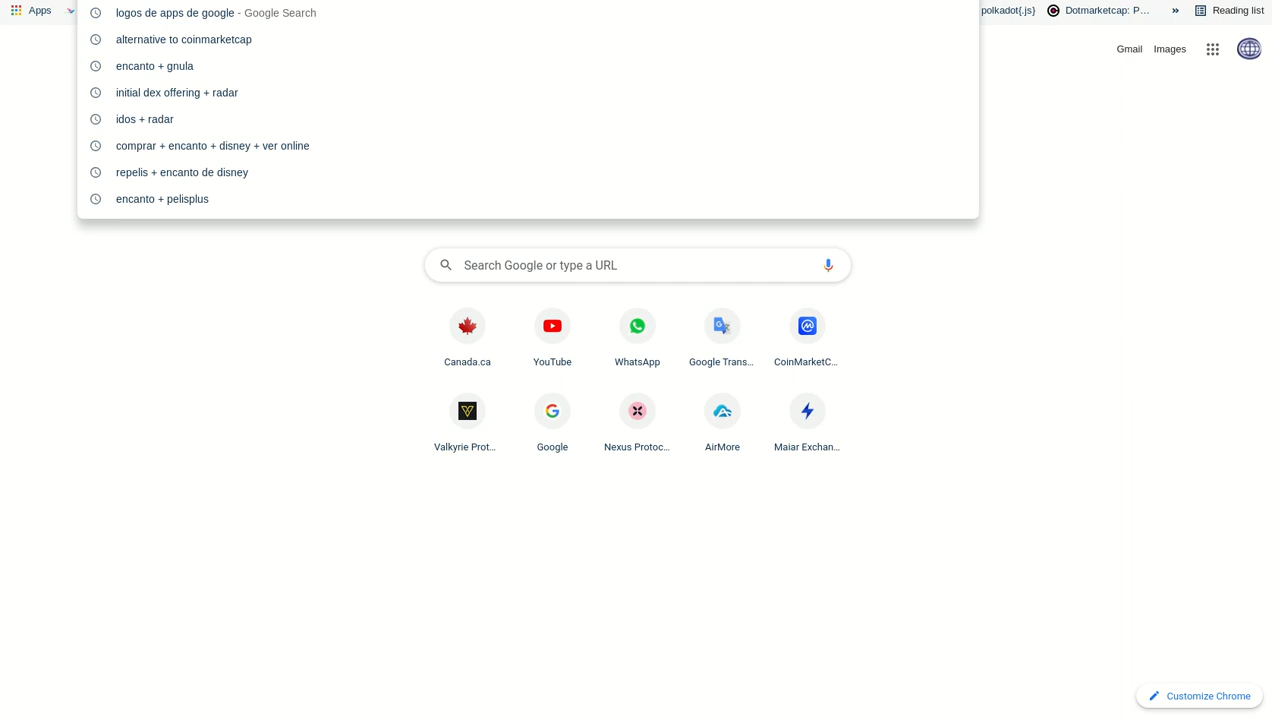 Apps
logos de apps de google - Google Search
polkadot{.js}
Dotmarketcap: P...
»
Reading list
alternative to coinmarketcap
encanto + gnula
initial dex offering + radar
idos + radar
comprar + encanto + disney + ver online
repelis + encanto de disney
encanto + pelisplus
Gmail
Images
Search Google or type a URL
Canada.ca
YouTube
WhatsApp
Google Trans...
CoinMarketC...
Valkyrie Prot...
Google
Nexus Protoc...
AirMore
Maiar Exchan...
Customize Chrome